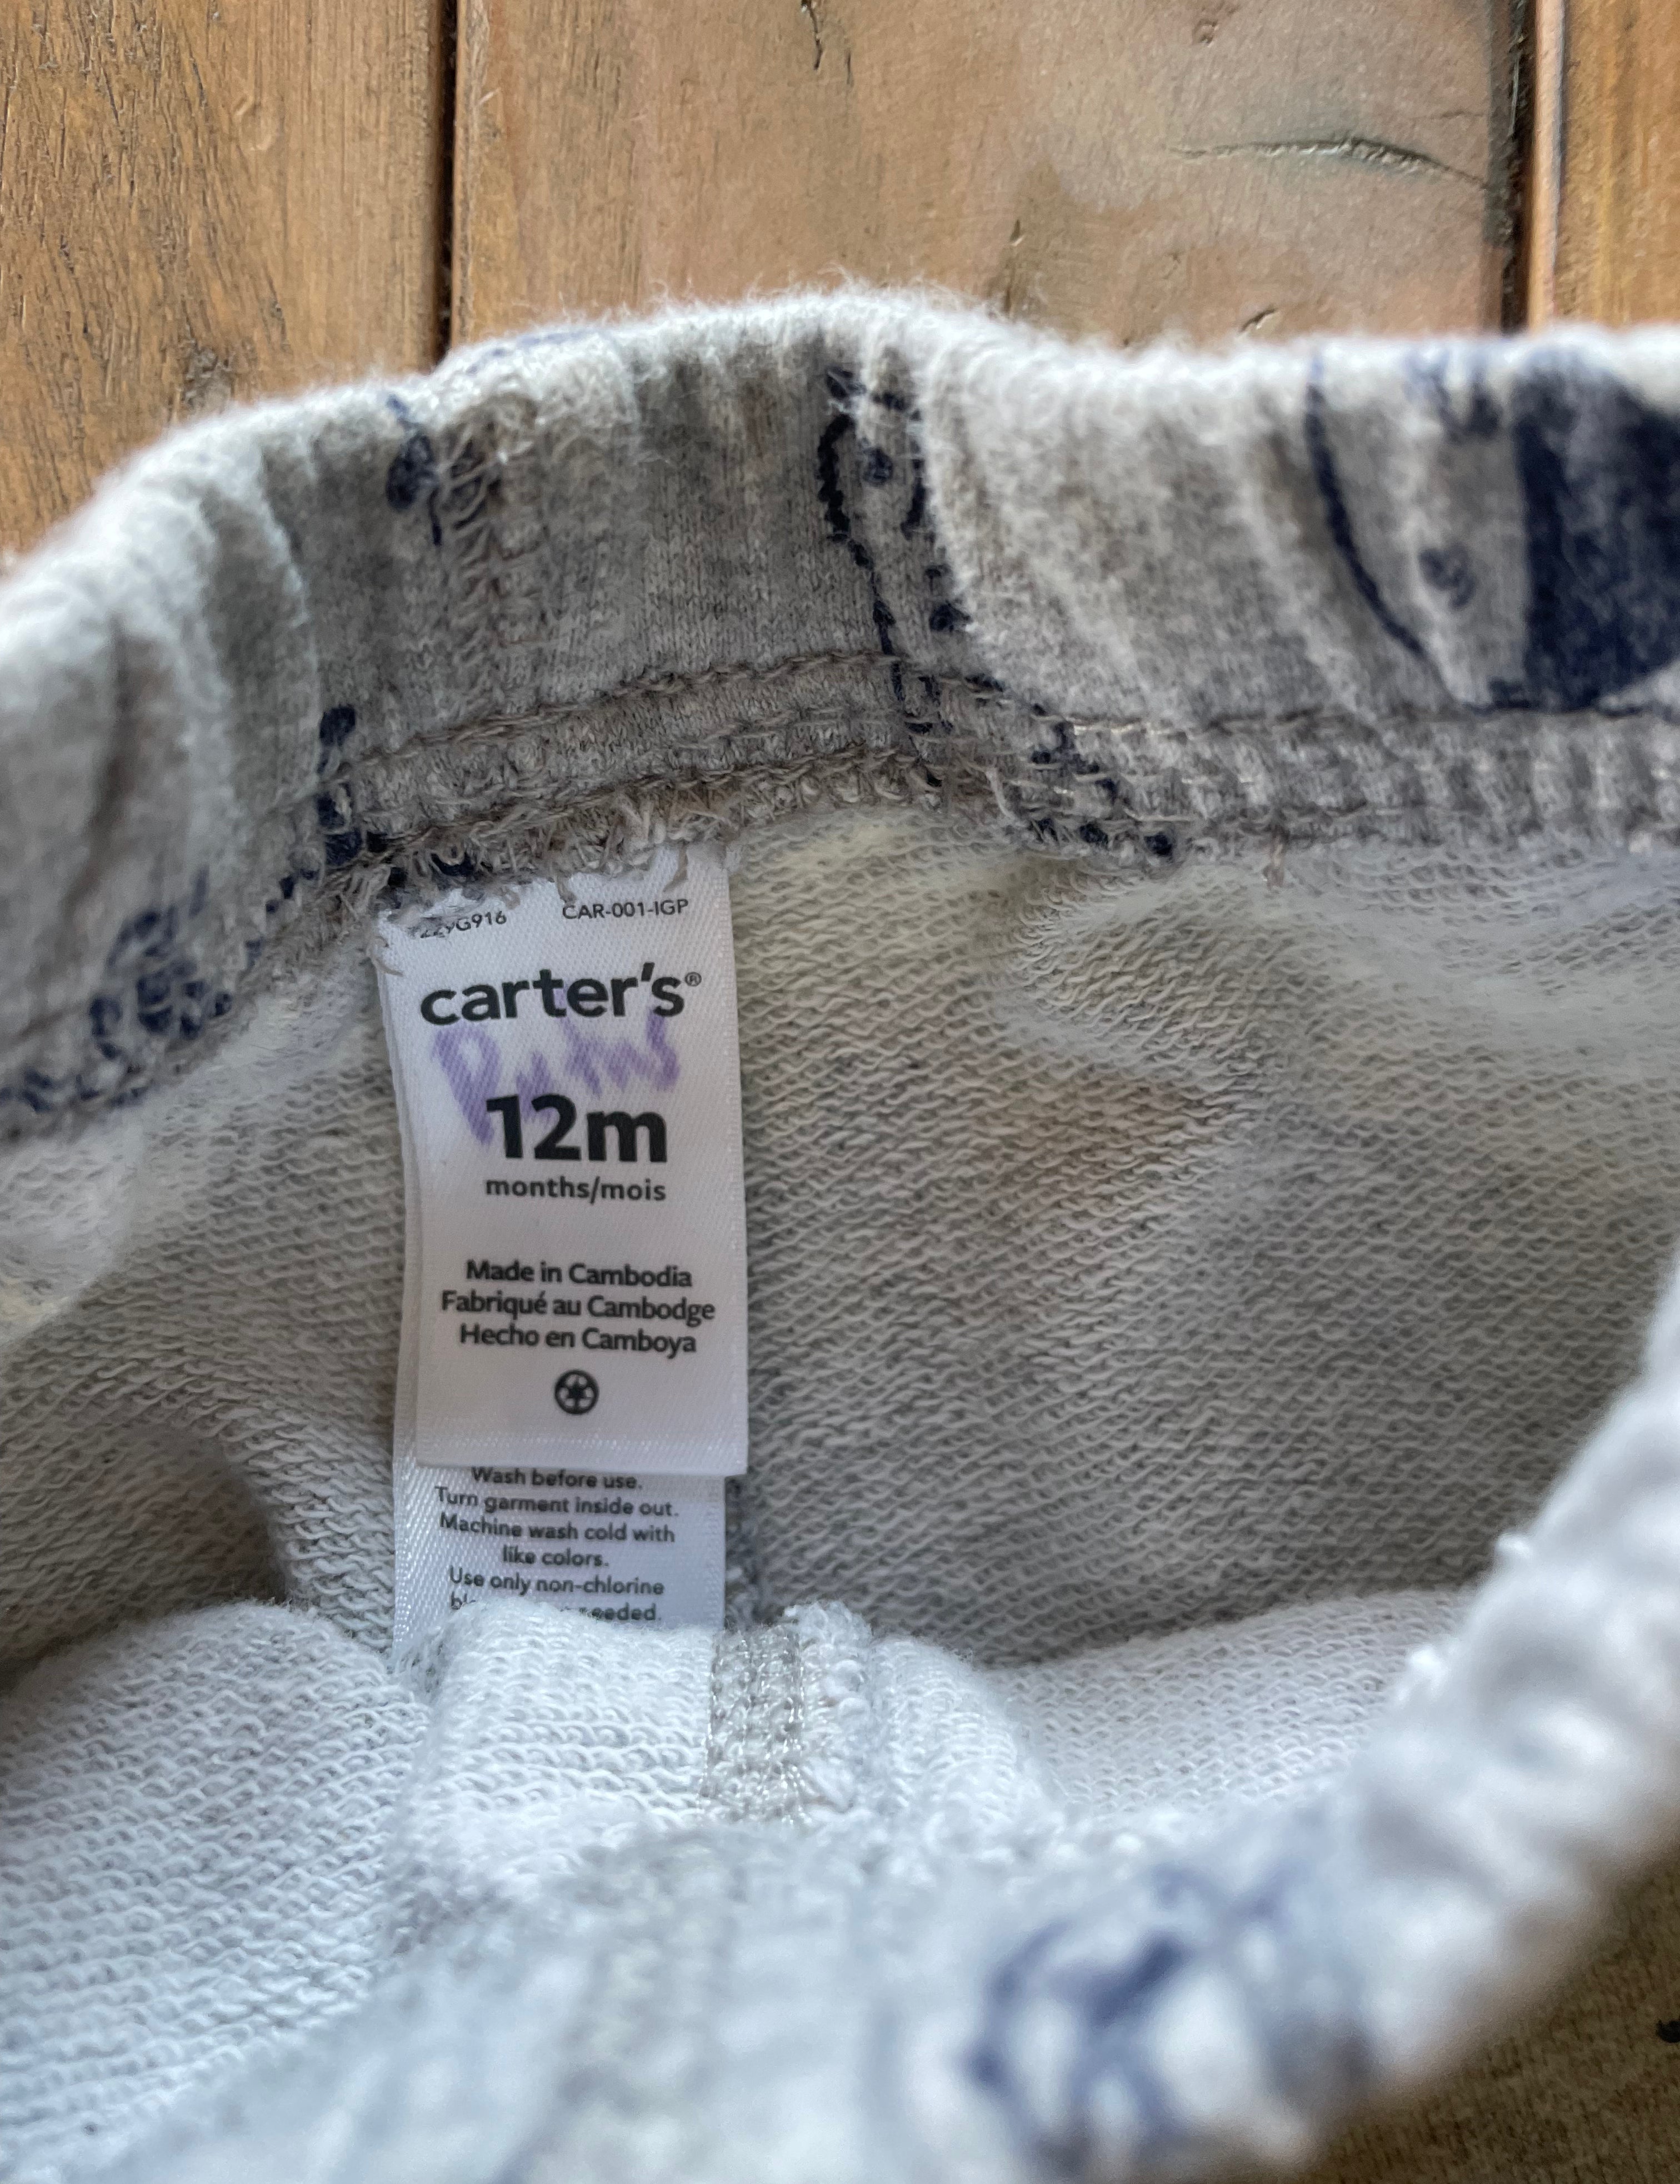 CAR-001-IGP
carter's®
12m
months/mois
Made in Cambodia
Fabriqué au Cambodge
Hecho en Camboya
Wash before use.
Turn garment inside out.
Machine wash cold with
like colors.
Use only non-chlorine
needed.